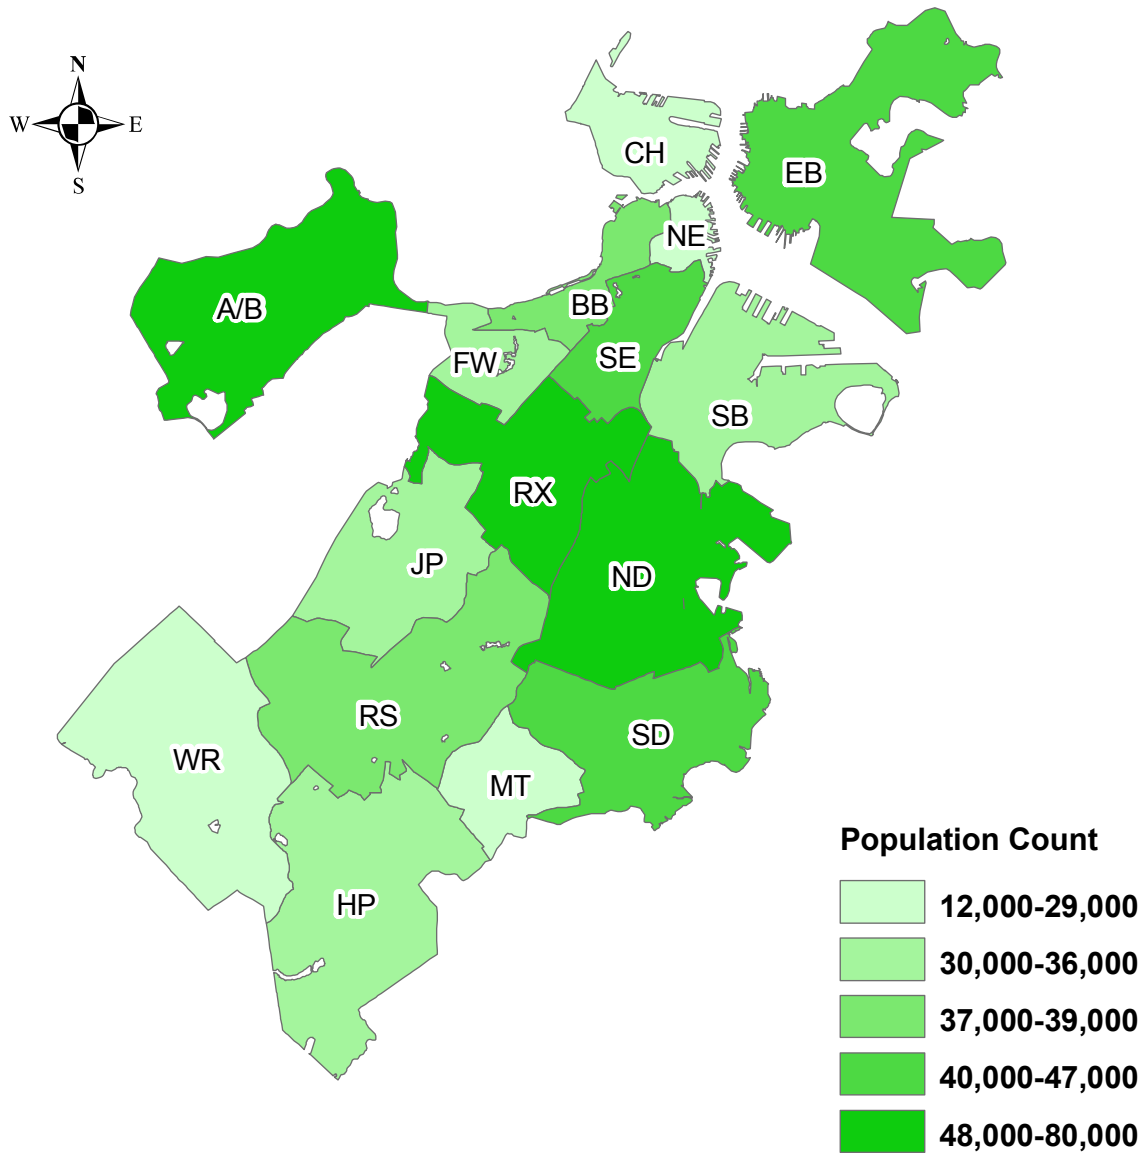 N
W E
S
CH
EB
NE
A/B
BB
FW
SE
SB
RX
JP
ND
RS
SD
WR
MT
HP
Population Count
12,000-29,000
30,000-36,000
37,000-39,000
40,000-47,000
48,000-80,000